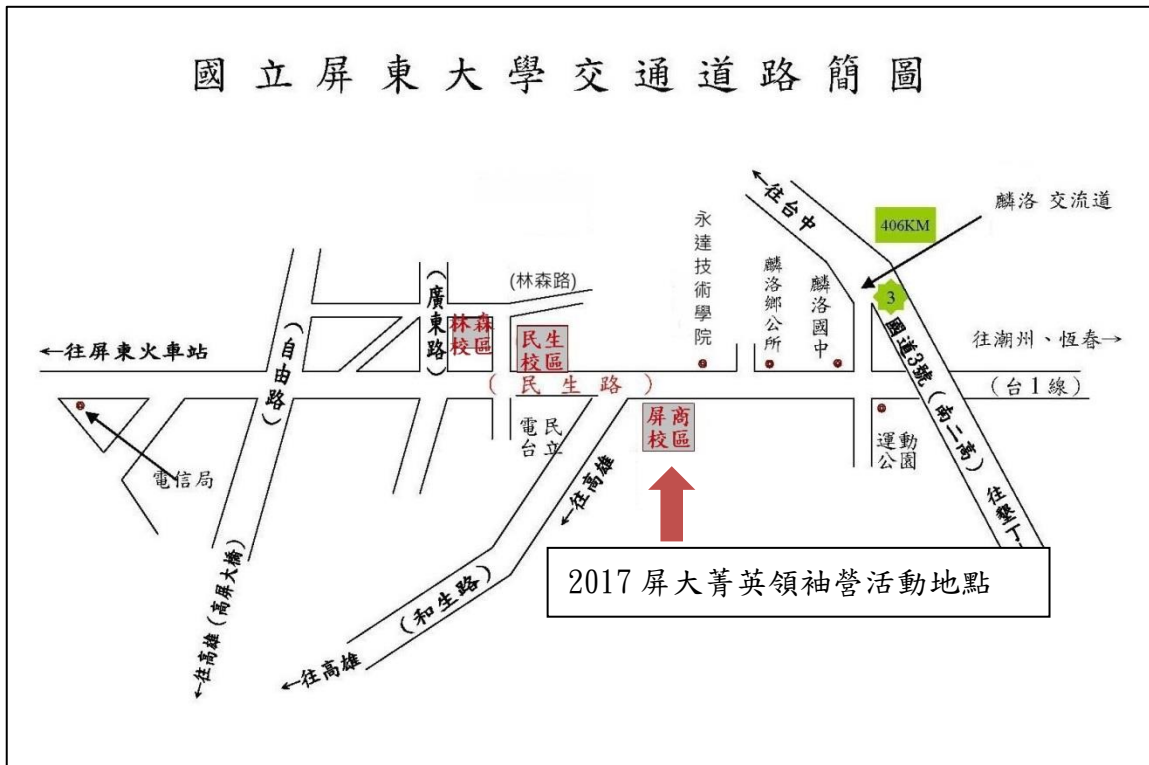 國立屏東大學交通道路簡圖
←往台中
麟洛 交流道
406KM
3
永達技術學院
麟洛鄉公所
麟洛國中
(林森路)
(廣東路)
林森
校區
民生
校區
(自由路)
←往屏東火車站
(民生路)
國道3號(南二高) 往墾丁
往潮州、恆春→
(台1線)
屏商
校區
電民
台立
運動
公園
電信局
←往高雄
2017 屏大菁英領袖營活動地點
←往高雄(高屏大橋)
(和生路)
←往高雄